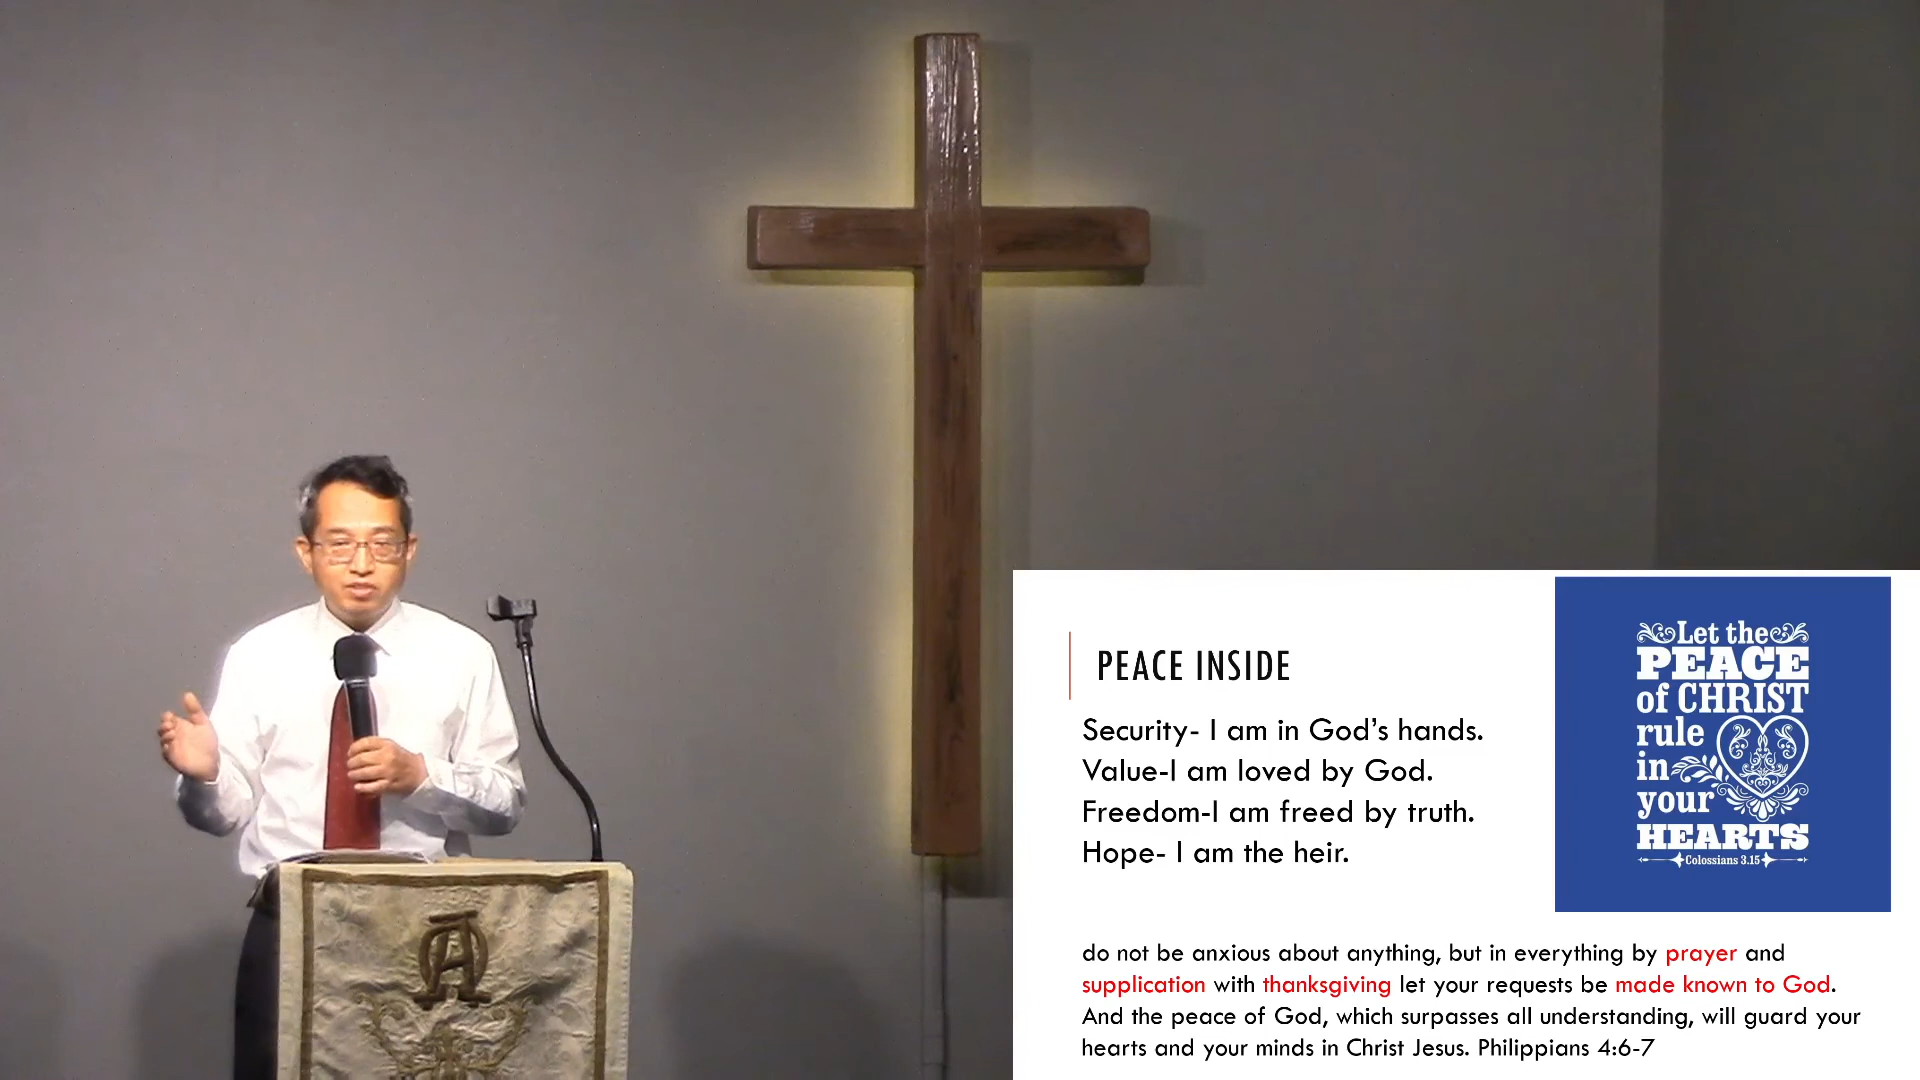 PEACE INSIDE
Security- I am in God’s hands.
Value-I am loved by God.
Freedom-I am freed by truth.
Hope- I am the heir.
Let the
PEACE
of CHRIST
rule
in
your
HEARTS
Colossians 3.15
do not be anxious about anything, but in everything by prayer and
supplication with thanksgiving let your requests be made known to God.
And the peace of God, which surpasses all understanding, will guard your
hearts and your minds in Christ Jesus. Philippians 4:6-7